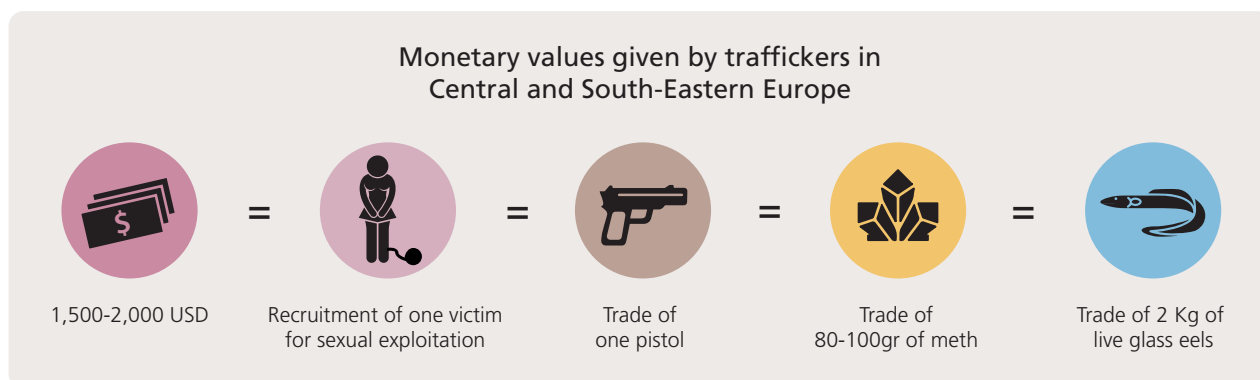 Monetary values given by traffickers in
Central and South-Eastern Europe
$
=
=
=
=
1,500-2,000 USD
Recruitment of one victim
for sexual exploitation
Trade of
one pistol
Trade of
80-100gr of meth
Trade of 2 Kg of
live glass eels